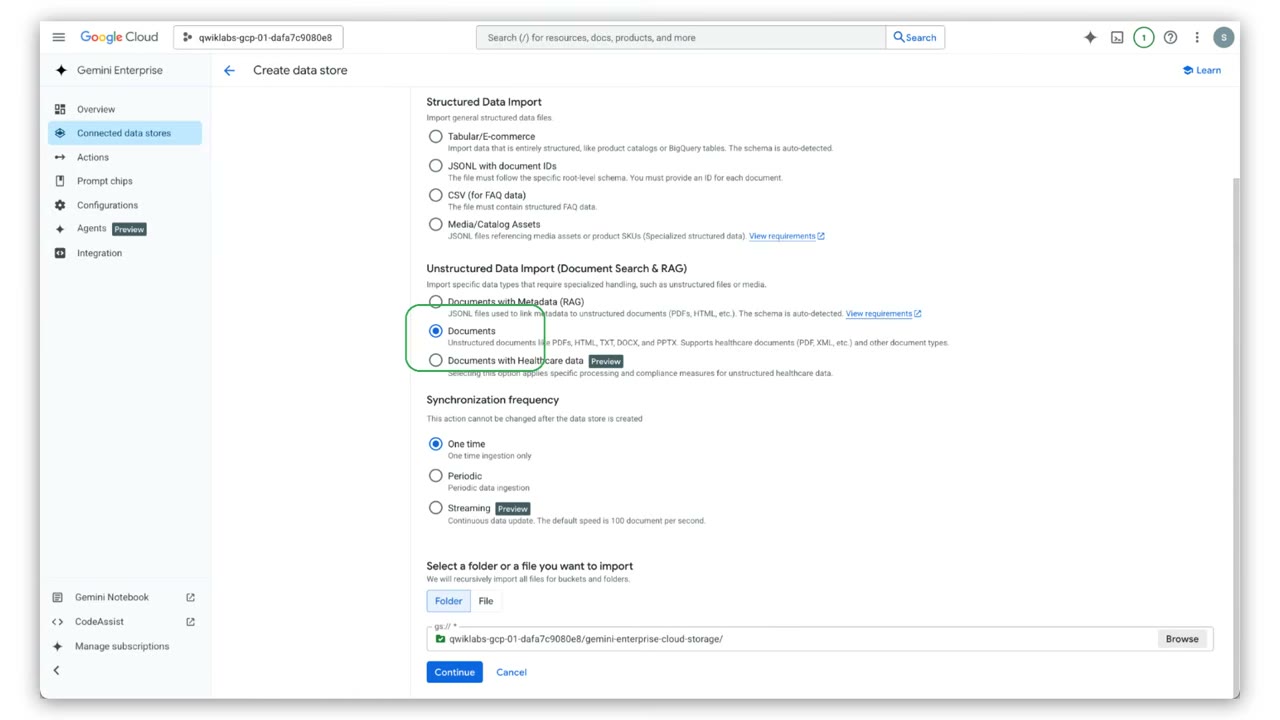 Google Cloud
qwiklabs-gcp-01-dafa7c9080e8
Search (/) for resources, docs, products, and more
Search
1
S
Gemini Enterprise
Create data store
Learn
Overview
Connected data stores
Actions
Prompt chips
Configurations
Agents Preview
Integration
Gemini Notebook
CodeAssist
Manage subscriptions
Structured Data Import
Import general structured data files.
Tabular/E-commerce
Import data that is entirely structured, like product catalogs or BigQuery tables. The schema is auto-detected.
JSONL with document IDs
The file must follow the specific root-level schema. You must provide an ID for each document.
CSV (for FAQ data)
The file must contain structured FAQ data.
Media/Catalog Assets
JSONL files referencing media assets or product SKUs (Specialized structured data). View requirements
Unstructured Data Import (Document Search & RAG)
Import specific data types that require specialized handling, such as unstructured files or media.
Documents with Metadata (RAG)
JSONL files used to link metadata to unstructured documents (PDFs, HTML, etc.). The schema is auto-detected. View requirements
Documents
Unstructured documents like PDFs, HTML, TXT, DOCX, and PPTX. Supports healthcare documents (PDF, XML, etc.) and other document types.
Documents with Healthcare data Preview
Selecting this option applies specific processing and compliance measures for unstructured healthcare data.
Synchronization frequency
This action cannot be changed after the data store is created
One time
One time ingestion only
Periodic
Periodic data ingestion
Streaming Preview
Continuous data update. The default speed is 100 document per second.
Select a folder or a file you want to import
We will recursively import all files for buckets and folders.
Folder File
gs:// *
qwiklabs-gcp-01-dafa7c9080e8/gemini-enterprise-cloud-storage/
Browse
Continue Cancel